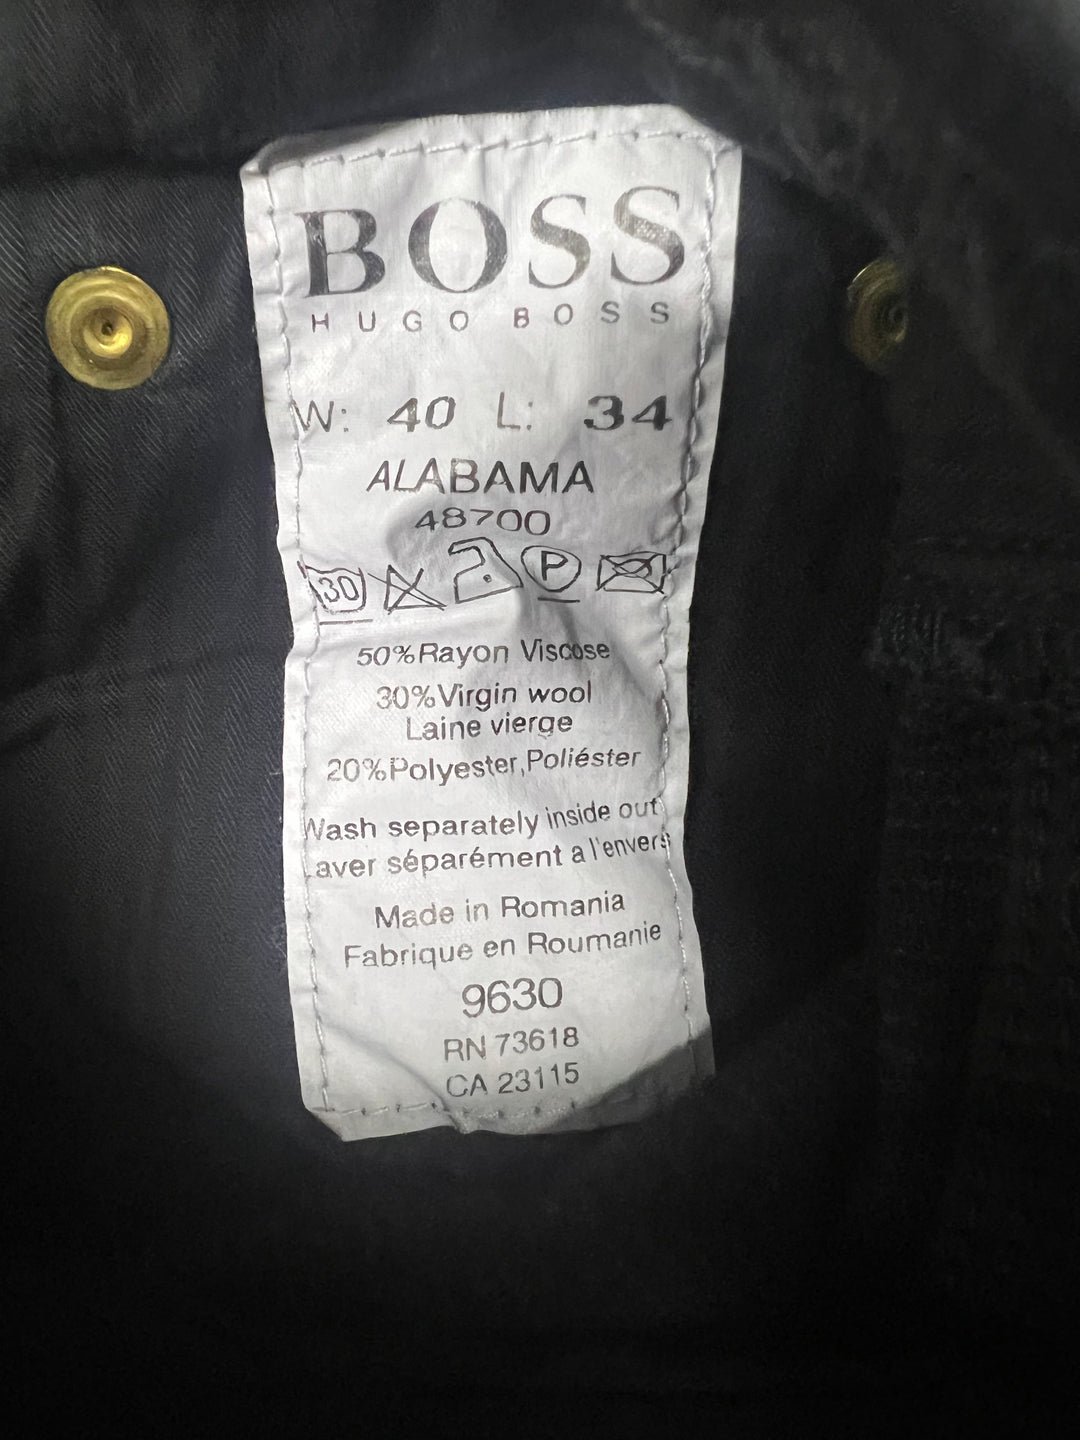 BOSS
HUGO BOSS
W: 40 L: 34
ALABAMA
48700
30 P
50%Rayon Viscose
30%Virgin wool
Laine vierge
20%Polyester,Poliéster
Wash separately inside out
Laver séparément a l'envers
Made in Romania
Fabrique en Roumanie
9630
RN 73618
CA 23115